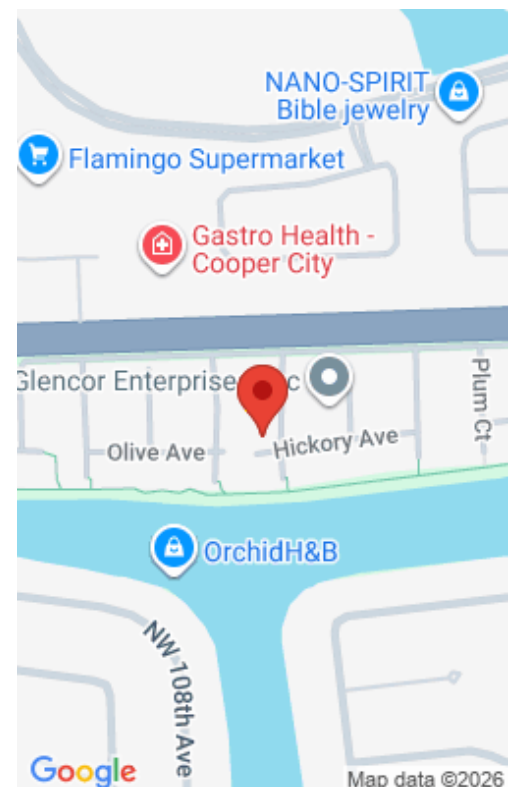 NANO-SPIRIT
Bible jewelry
Flamingo Supermarket
Gastro Health -
Cooper City
Glencor Enterprise
c
Plum Ct
Olive Ave
Hickory Ave
OrchidH&B
NW 108th Ave
Google
Map data ©2026